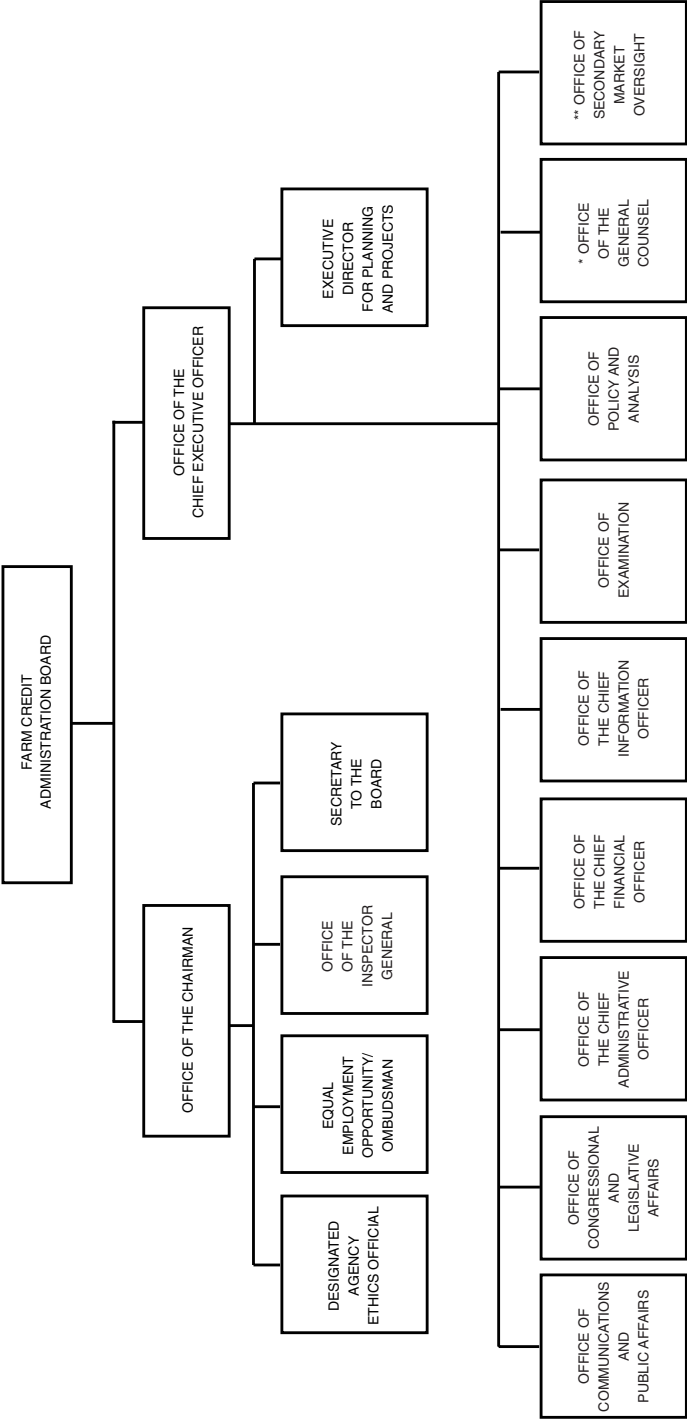 FARM CREDIT
ADMINISTRATION BOARD
OFFICE OF THE CHAIRMAN
OFFICE OF THE
CHIEF EXECUTIVE OFFICER
DESIGNATED
AGENCY
ETHICS OFFICIAL
EQUAL
EMPLOYMENT
OPPORTUNITY/
OMBUDSMAN
OFFICE
OF THE
INSPECTOR
GENERAL
SECRETARY
TO THE
BOARD
EXECUTIVE
DIRECTOR
FOR PLANNING
AND PROJECTS
OFFICE OF
COMMUNICATIONS
AND
PUBLIC AFFAIRS
OFFICE OF
CONGRESSIONAL
AND
LEGISLATIVE
AFFAIRS
OFFICE OF
THE CHIEF
ADMINISTRATIVE
OFFICER
OFFICE OF
THE CHIEF
FINANCIAL
OFFICER
OFFICE OF
THE CHIEF
INFORMATION
OFFICER
OFFICE OF
EXAMINATION
OFFICE OF
POLICY AND
ANALYSIS
* OFFICE
OF THE
GENERAL
COUNSEL
** OFFICE OF
SECONDARY
MARKET
OVERSIGHT